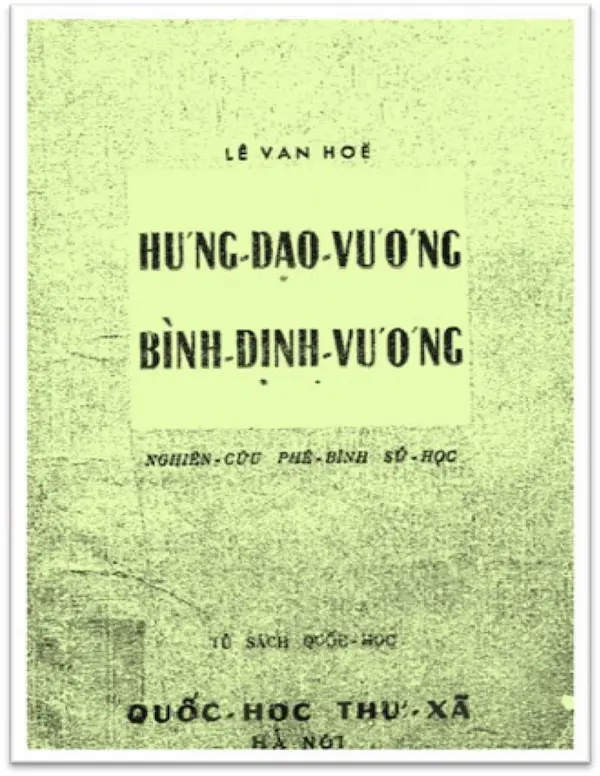 LÊ VAN HOÈ
HƯNG-ĐẠO-VƯƠNG
BÌNH-ĐỊNH-VƯƠNG
NGHIÊN-CỨU PHÊ-BÌNH SỬ-HỌC
TỦ SÁCH QUỐC-HỌC
QUỐC-HỌC THƯ-XÃ
HÀ NỘI